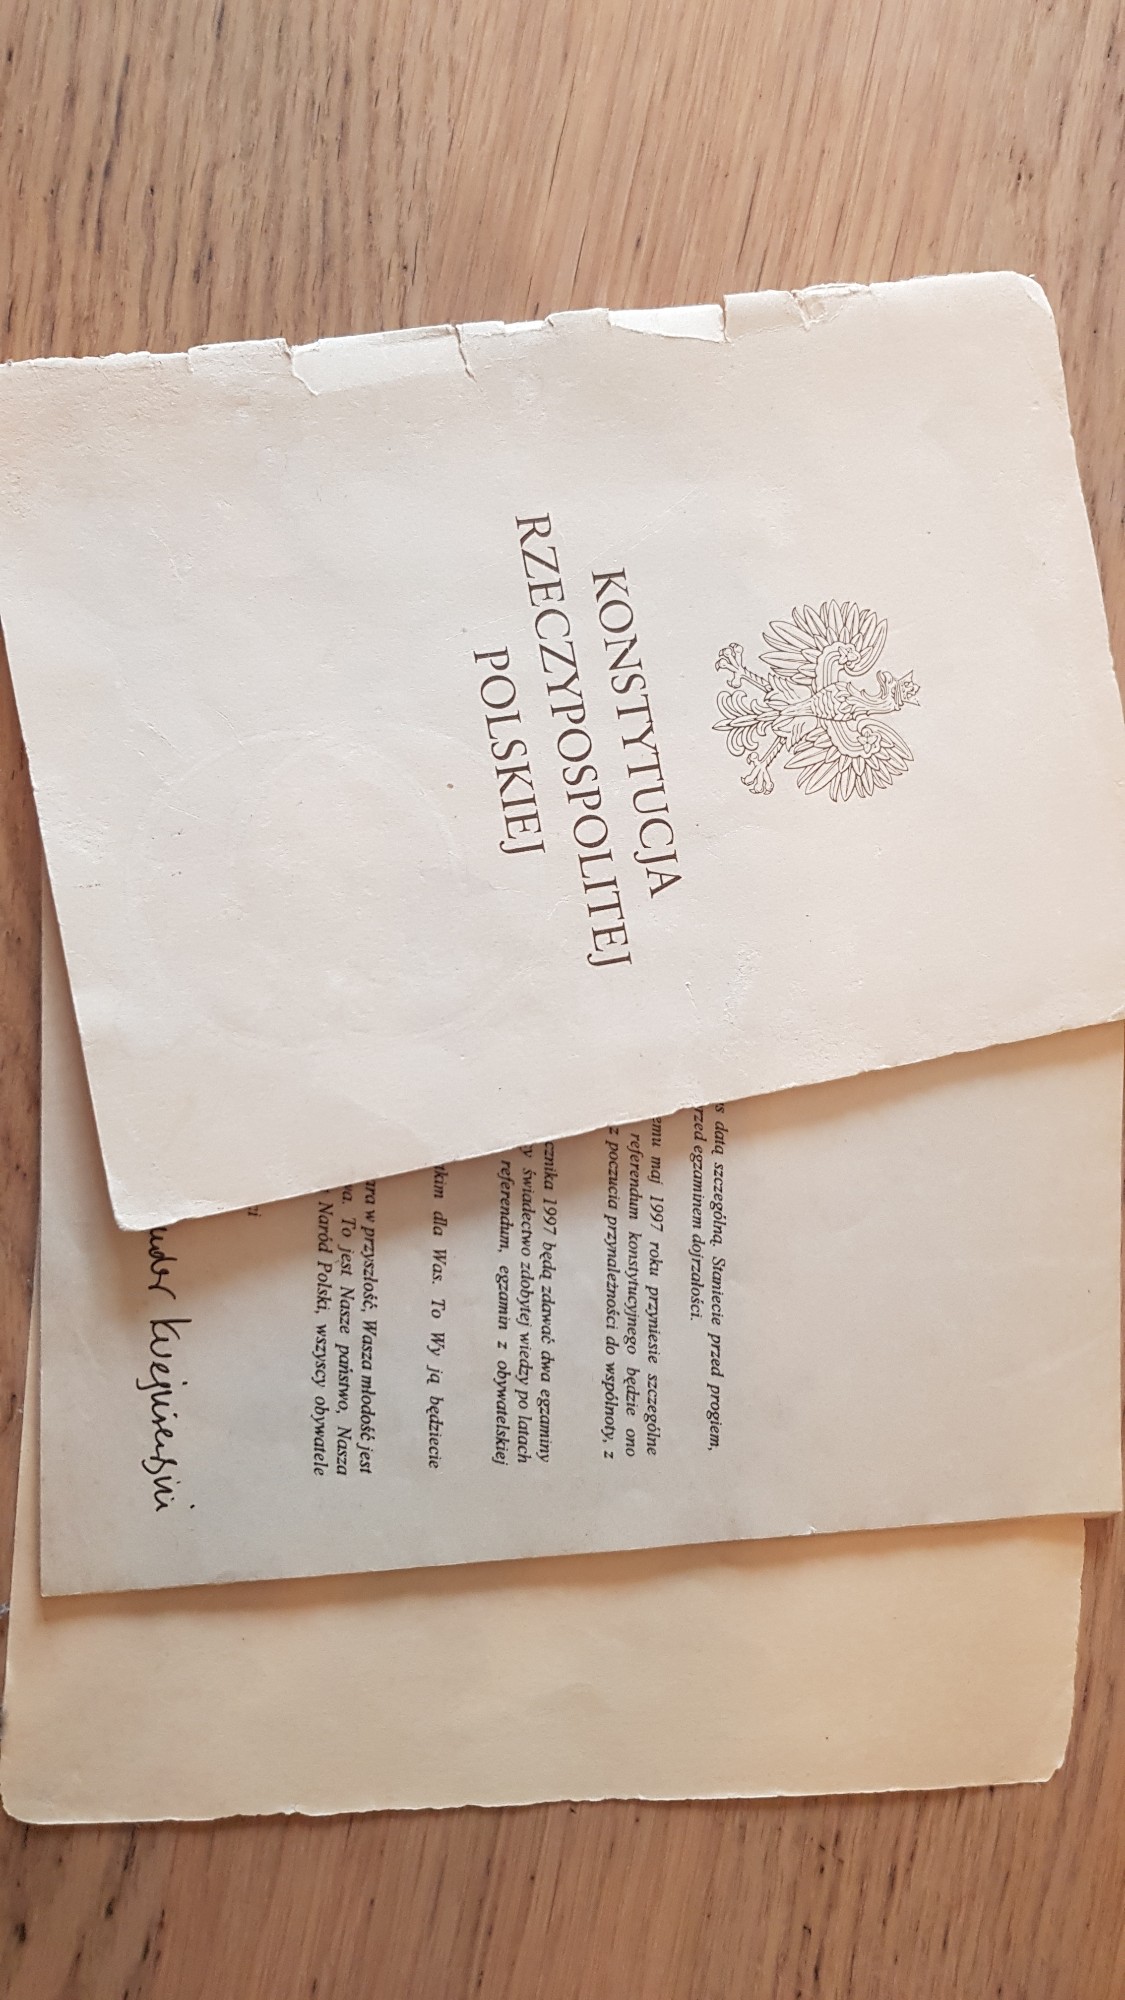 KONSTYTUCJA
RZECZYPOSPOLITEJ
POLSKIEJ
datą szczególną. Staniecie przed progiem,
egzaminem dojrzałości.
maj 1997 roku przyniesie szczególne
referendum konstytucyjnego będzie ono
z poczucia przynależności do wspólnoty, z
1997 będą zdawać dwa egzaminy
świadectwo zdobytej wiedzy po latach
referendum, egzamin z obywatelskiej
dla Was. To Wy ją będziecie
w przyszłość, Wasza młodość jest
To jest Nasze państwo, Nasza
Naród Polski, wszyscy obywatele
Kwaśniewski